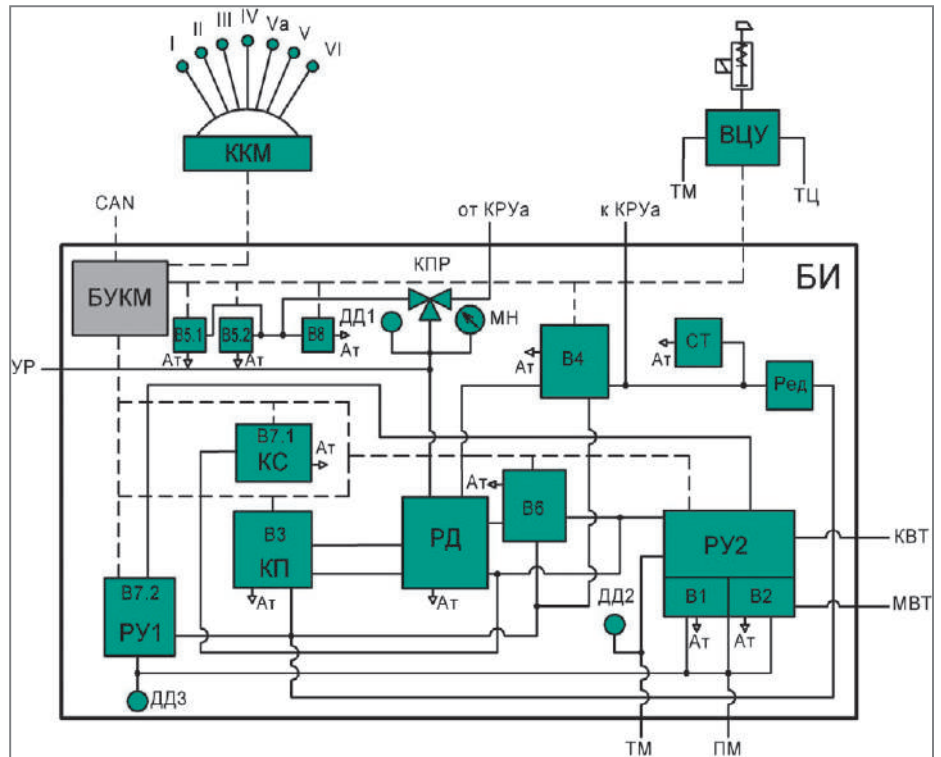 I II III IV Va V VI
ККМ
ВЦУ
ТМ ТЦ
CAN
от КРУа к КРУа
БИ
КПР
БУКМ
В5.1 В5.2 В8 ДД1 МН
Ат Ат Ат
УР
Ат В4 Ат СТ Ред
В7.1 Ат
КС
Ат В6
В3 РД РУ2
КП
КВТ
В7.2 Ат Ат ДД2 В1 В2 МВТ
РУ1 Ат Ат
ДД3
ТМ ПМ